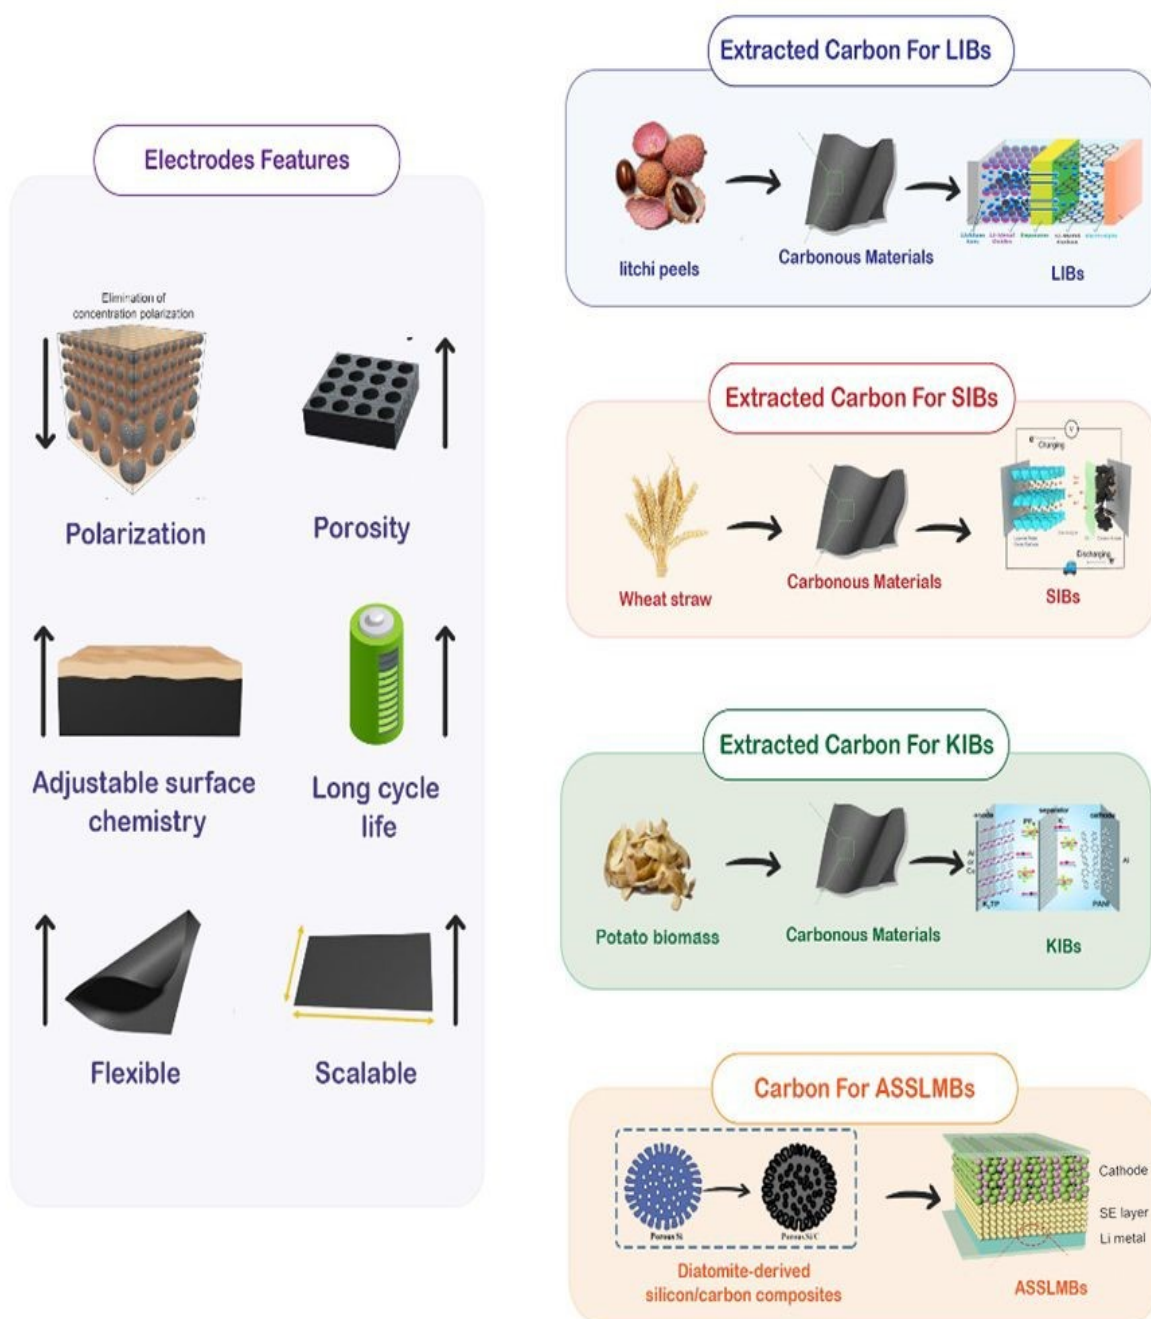 Electrodes Features
Elimination of
concentration polarization
Polarization
Porosity
Adjustable surface
chemistry
Long cycle
life
Flexible
Scalable
Extracted Carbon For LIBs
litchi peels
Carbonous Materials
LIBs
Extracted Carbon For SIBs
Wheat straw
Carbonous Materials
V
Charging
Discharging
SIBs
Extracted Carbon For KIBs
Potato biomass
Carbonous Materials
separator
cathode
Al
PANI
KIBs
Carbon For ASSLMBs
Porous Si
Porous Si/C
Diatomite-derived
silicon/carbon composites
Cathode
SE layer
Li metal
ASSLMBs